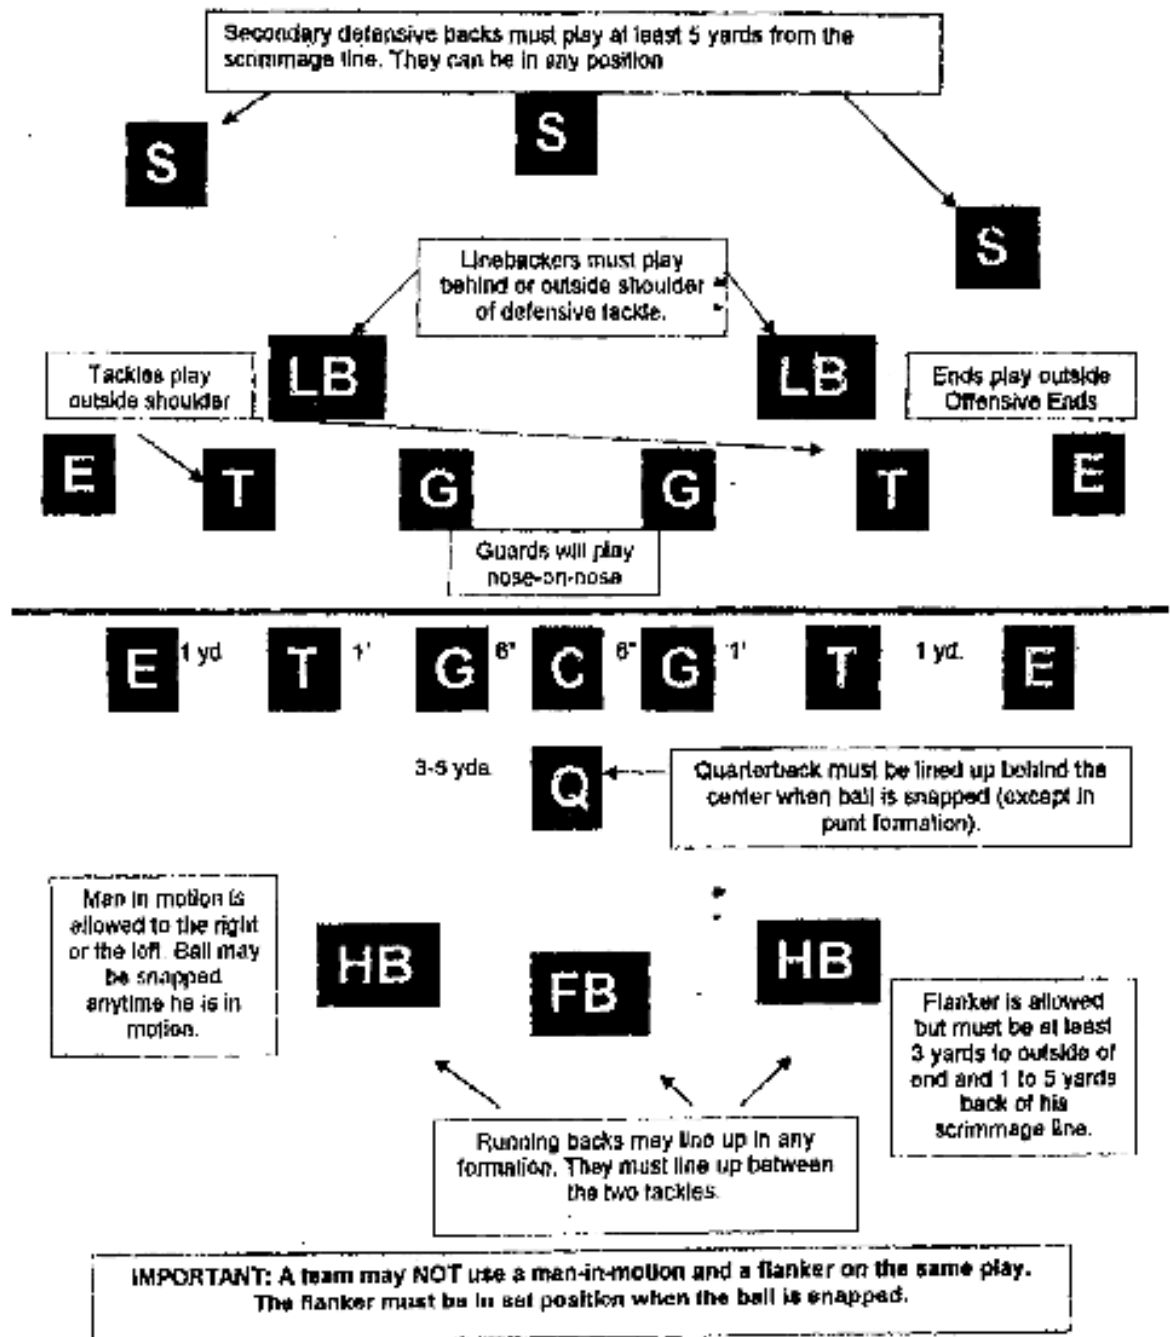 Secondary defensive backs must play at least 5 yards from the
scrimmage line. They can be in any position
S
S
S
Linebackers must play
behind or outside shoulder
of defensive tackle.
LB
LB
Tackles play
outside shoulder
Ends play outside
Offensive Ends
E
T
G
G
T
E
Guards will play
nose-on-nose
E 1 yd. T 1' G 6" C 6" G 1' T 1 yd. E
3-5 yds.
Q
Quarterback must be lined up behind the
center when ball is snapped (except in
punt formation).
Man in motion is
allowed to the right
or the left. Ball may
be snapped
anytime he is in
motion.
HB
FB
HB
Flanker is allowed
but must be at least
3 yards to outside of
end and 1 to 5 yards
back of his
scrimmage line.
Running backs may line up in any
formation. They must line up between
the two tackles.
IMPORTANT: A team may NOT use a man-in-motion and a flanker on the same play.
The flanker must be in set position when the ball is snapped.